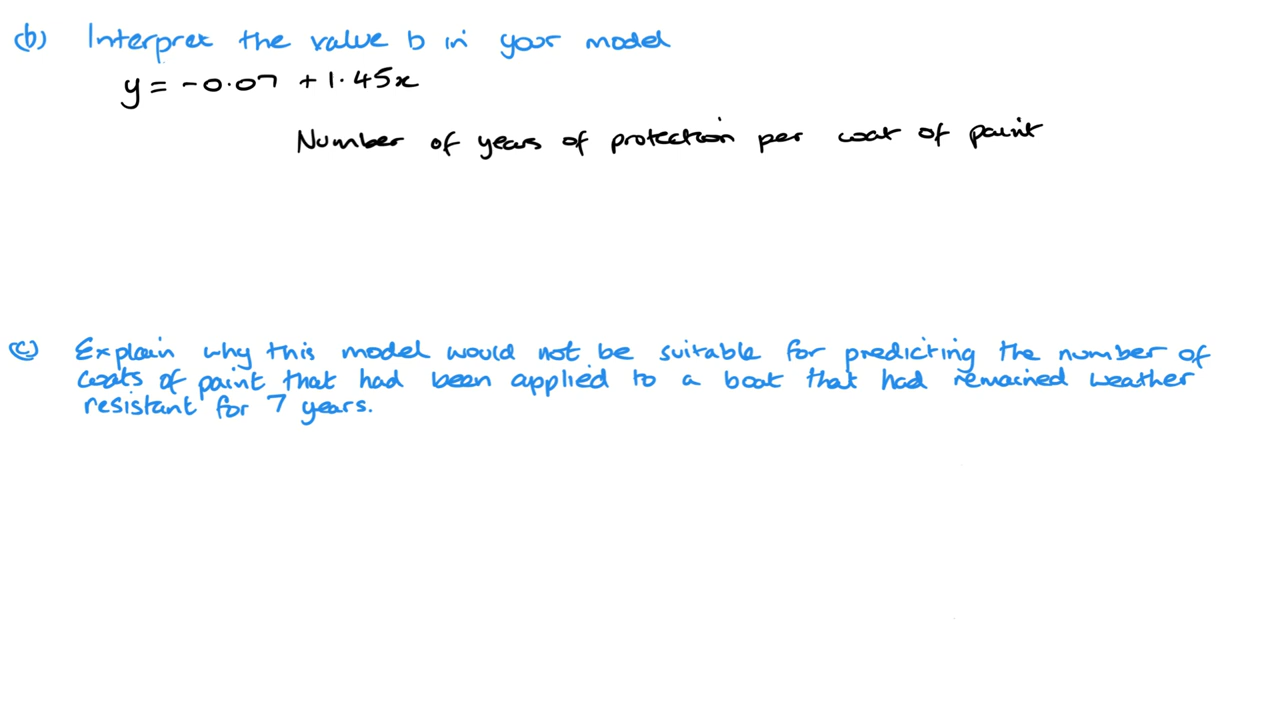 (b) Interpret the value b in your model
y = -0.07 + 1.45x
Number of years of protection per coat of paint
(c) Explain why this model would not be suitable for predicting the number of
coats of paint that had been applied to a boat that had remained weather
resistant for 7 years.